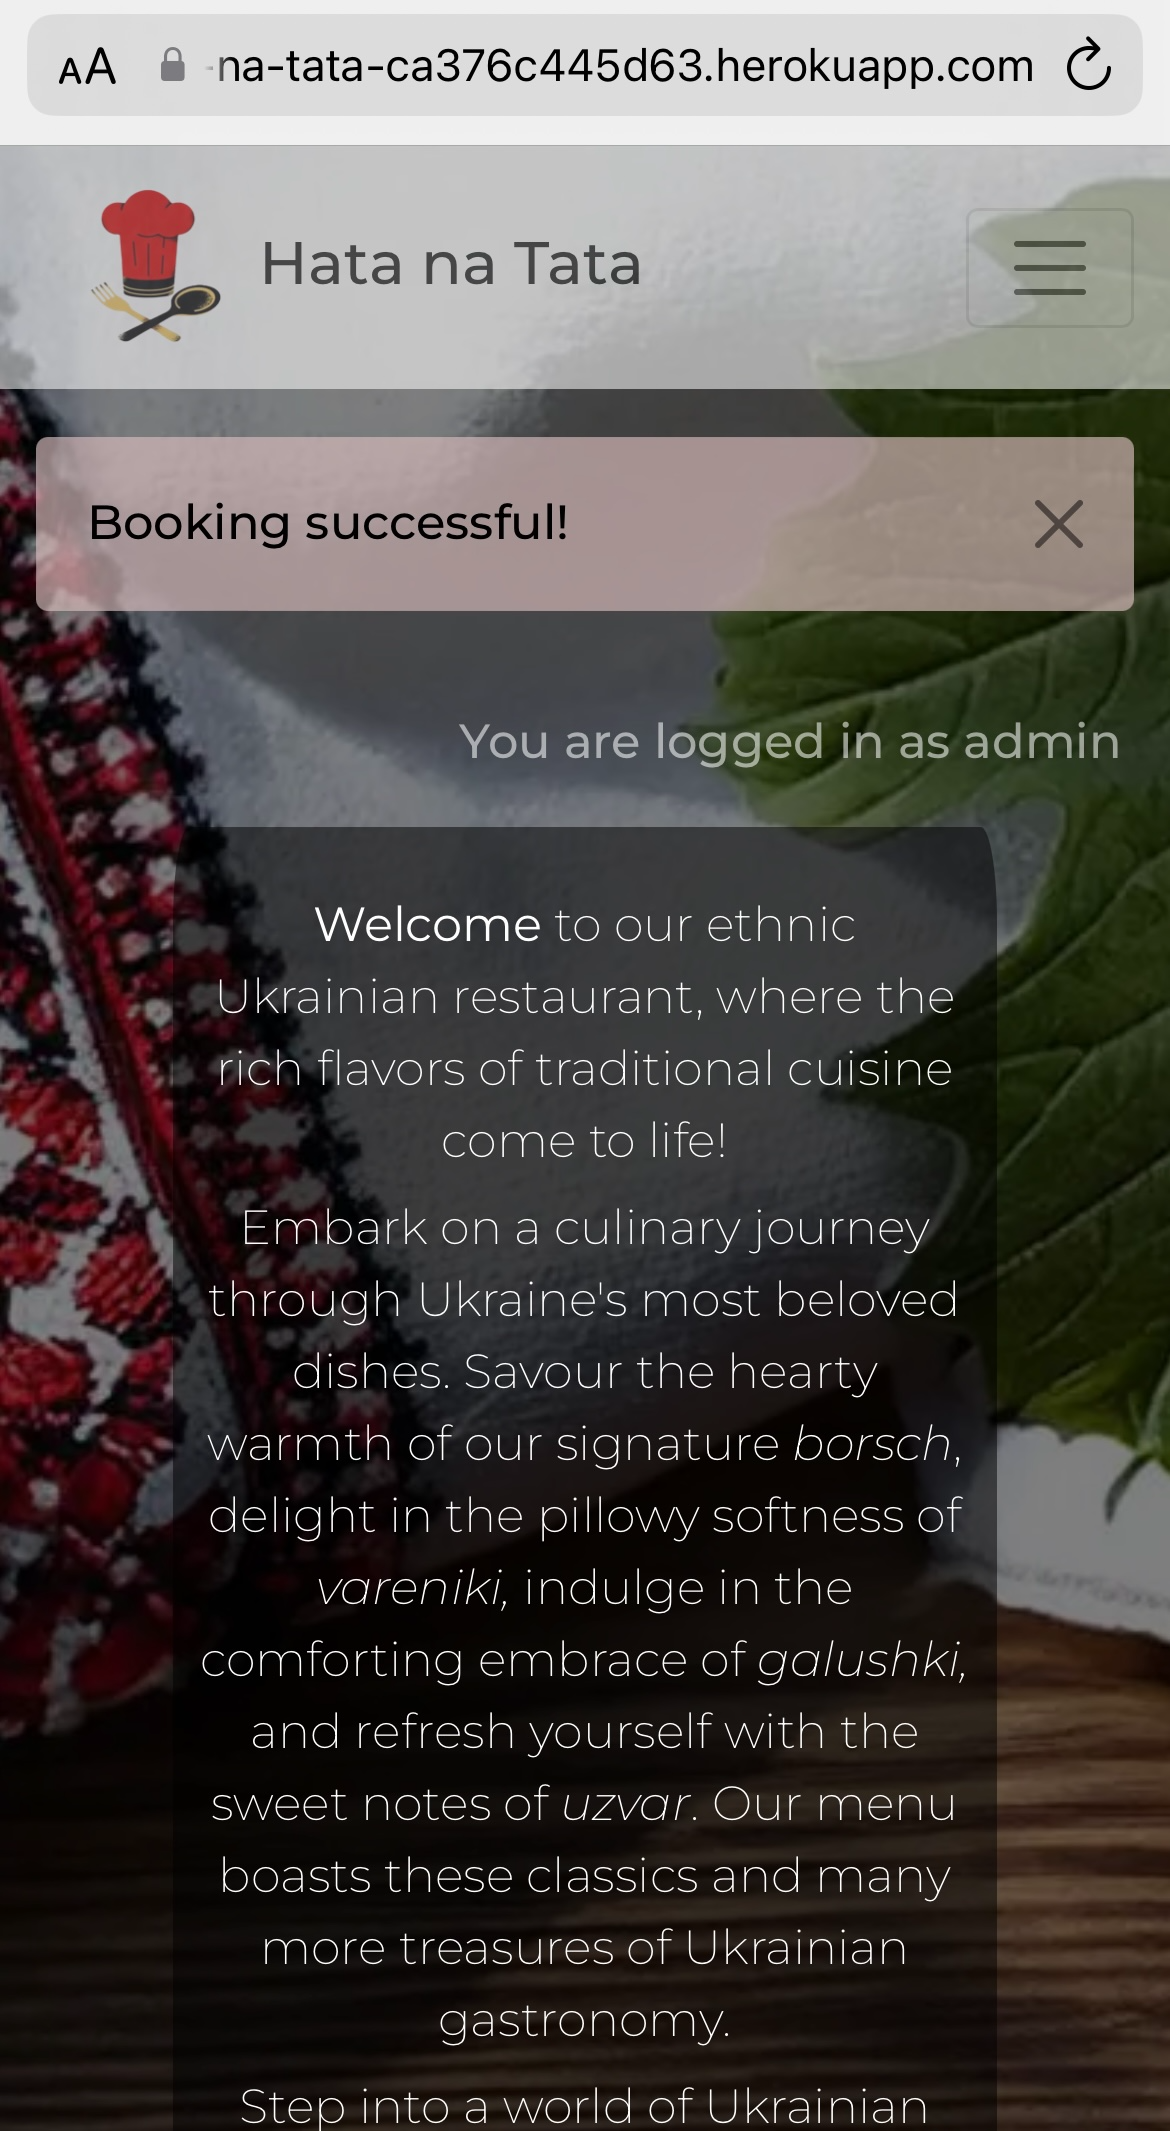 AA -na-tata-ca376c445d63.herokuapp.com
Hata na Tata
Booking successful!
You are logged in as admin
Welcome to our ethnic
Ukrainian restaurant, where the
rich flavors of traditional cuisine
come to life!
Embark on a culinary journey
through Ukraine's most beloved
dishes. Savour the hearty
warmth of our signature borsch,
delight in the pillowy softness of
vareniki, indulge in the
comforting embrace of galushki,
and refresh yourself with the
sweet notes of uzvar. Our menu
boasts these classics and many
more treasures of Ukrainian
gastronomy.
Step into a world of Ukrainian